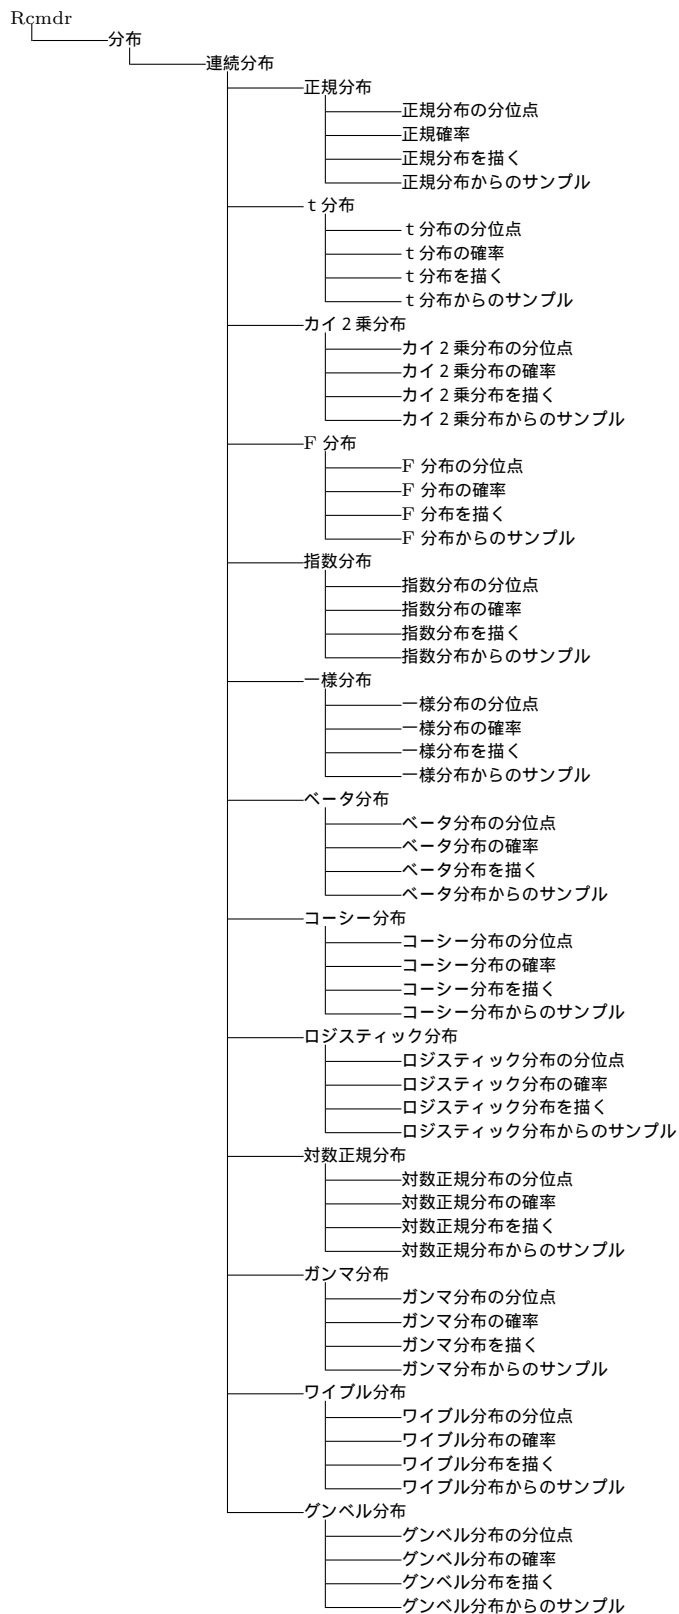 Rcmdr
分布
連続分布
正規分布
正規分布の分位点
正規確率
正規分布を描く
正規分布からのサンプル
ｔ分布
ｔ分布の分位点
ｔ分布の確率
ｔ分布を描く
ｔ分布からのサンプル
カイ２乗分布
カイ２乗分布の分位点
カイ２乗分布の確率
カイ２乗分布を描く
カイ２乗分布からのサンプル
F 分布
F 分布の分位点
F 分布の確率
F 分布を描く
F 分布からのサンプル
指数分布
指数分布の分位点
指数分布の確率
指数分布を描く
指数分布からのサンプル
一様分布
一様分布の分位点
一様分布の確率
一様分布を描く
一様分布からのサンプル
ベータ分布
ベータ分布の分位点
ベータ分布の確率
ベータ分布を描く
ベータ分布からのサンプル
コーシー分布
コーシー分布の分位点
コーシー分布の確率
コーシー分布を描く
コーシー分布からのサンプル
ロジスティック分布
ロジスティック分布の分位点
ロジスティック分布の確率
ロジスティック分布を描く
ロジスティック分布からのサンプル
対数正規分布
対数正規分布の分位点
対数正規分布の確率
対数正規分布を描く
対数正規分布からのサンプル
ガンマ分布
ガンマ分布の分位点
ガンマ分布の確率
ガンマ分布を描く
ガンマ分布からのサンプル
ワイブル分布
ワイブル分布の分位点
ワイブル分布の確率
ワイブル分布を描く
ワイブル分布からのサンプル
グンベル分布
グンベル分布の分位点
グンベル分布の確率
グンベル分布を描く
グンベル分布からのサンプル